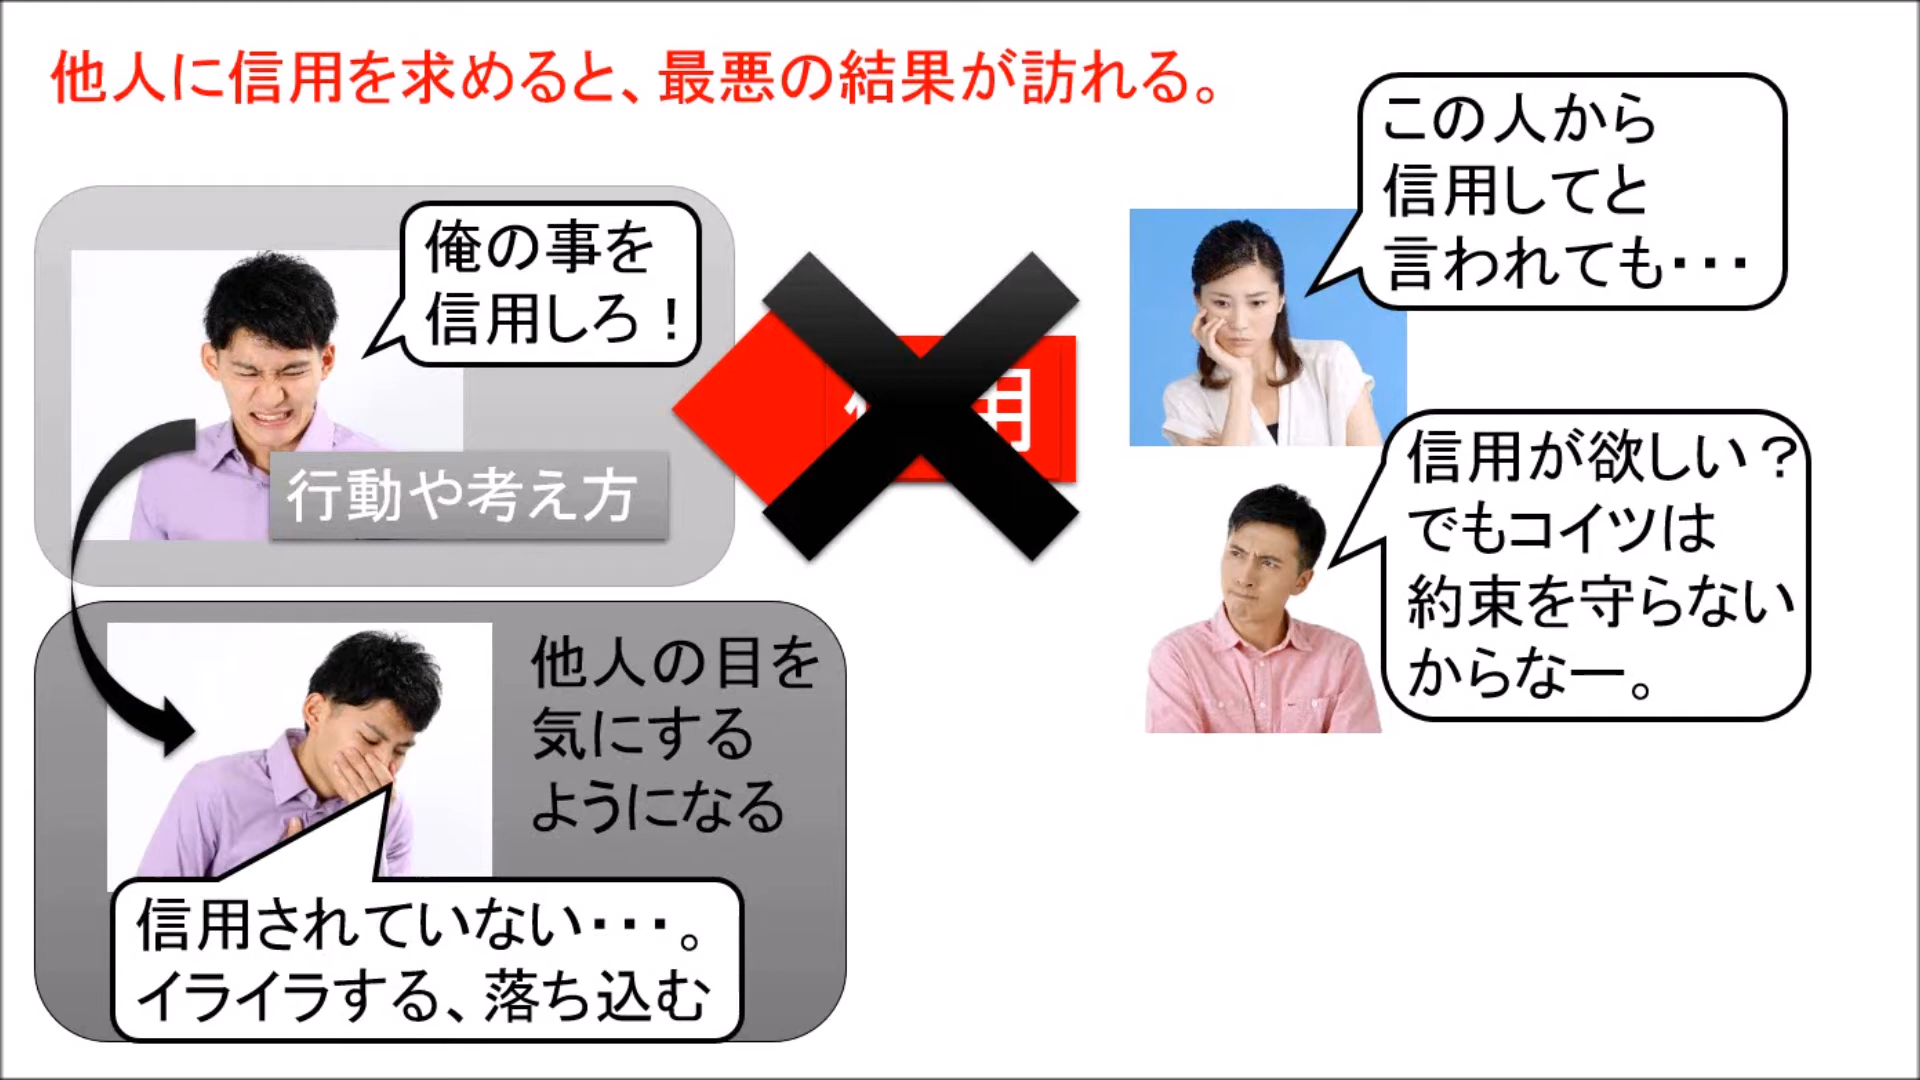 他人に信用を求めると、最悪の結果が訪れる。
俺の事を
信用しろ！
行動や考え方
この人から
信用してと
言われても・・・
信用が欲しい？
でもコイツは
約束を守らない
からなー。
他人の目を
気にする
ようになる
信用されていない・・・。
イライラする、落ち込む